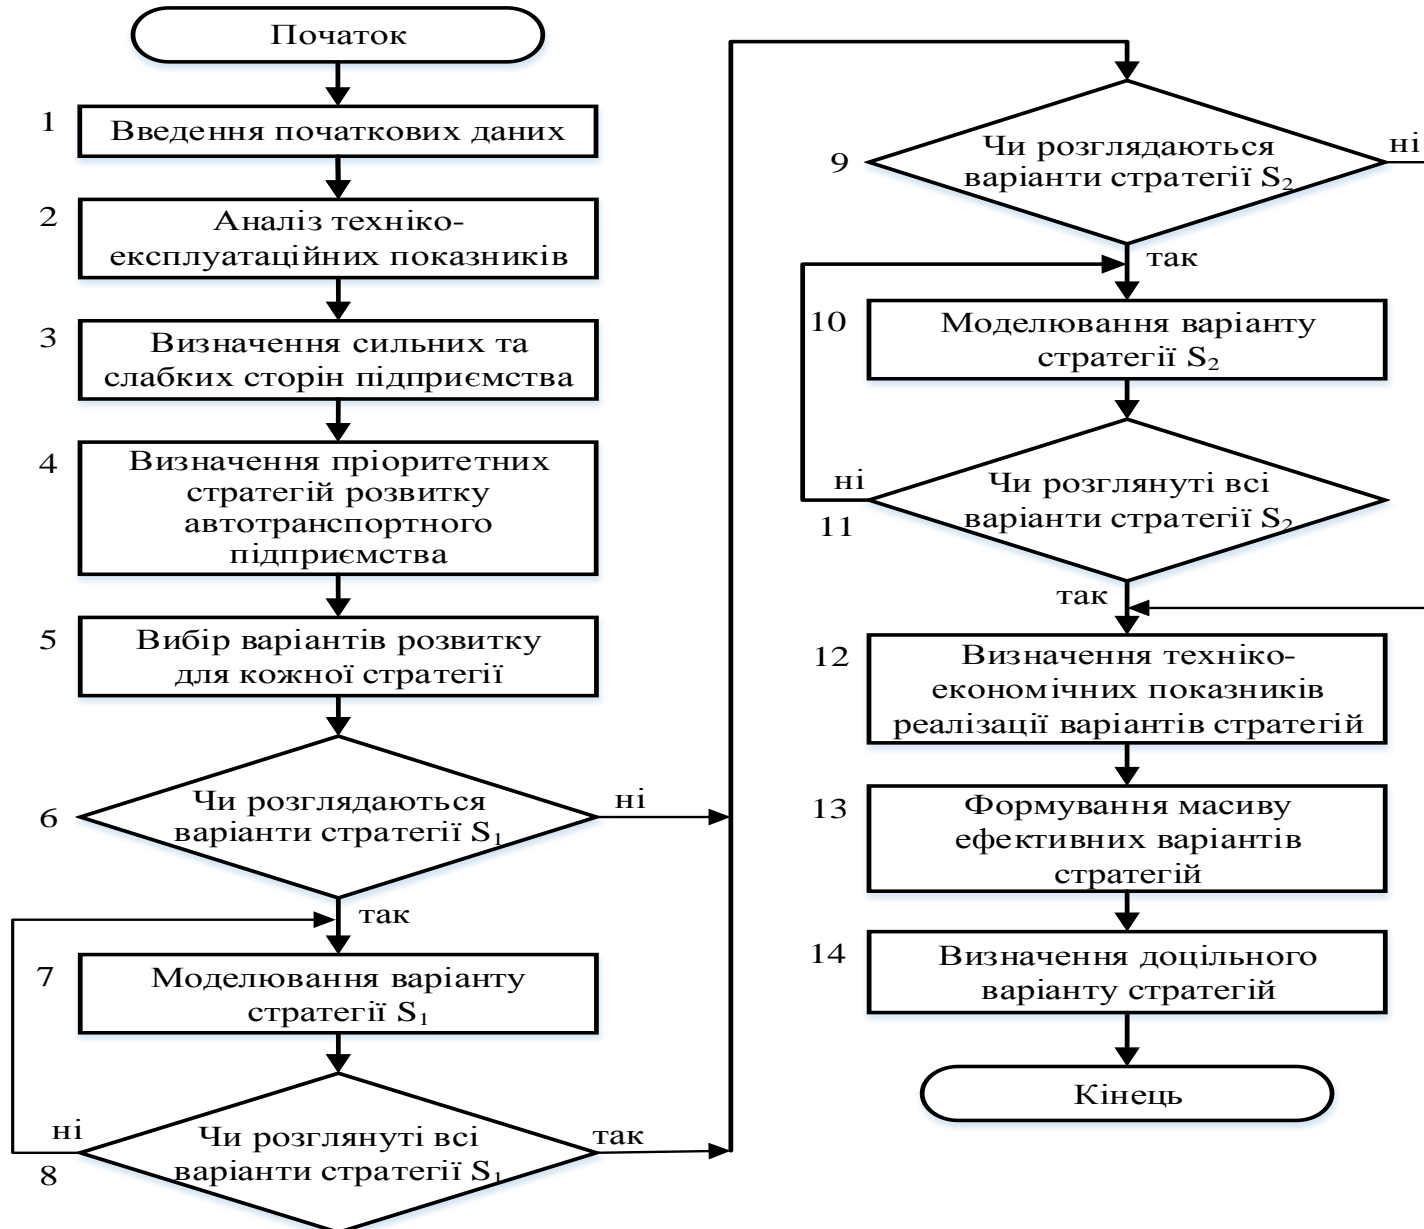 Початок
1
Введення початкових даних
2
Аналіз техніко-
експлуатаційних показників
3
Визначення сильних та
слабких сторін підприємства
4
Визначення пріоритетних
стратегій розвитку
автотранспортного
підприємства
5
Вибір варіантів розвитку
для кожної стратегії
6
Чи розглядаються
варіанти стратегії S₁
ні
так
7
Моделювання варіанту
стратегії S₁
ні
8
Чи розглянуті всі
варіанти стратегії S₁
так
9
Чи розглядаються
варіанти стратегії S₂
ні
так
10
Моделювання варіанту
стратегії S₂
ні
11
Чи розглянуті всі
варіанти стратегії S₂
так
12
Визначення техніко-
економічних показників
реалізації варіантів стратегій
13
Формування масиву
ефективних варіантів
стратегій
14
Визначення доцільного
варіанту стратегій
Кінець